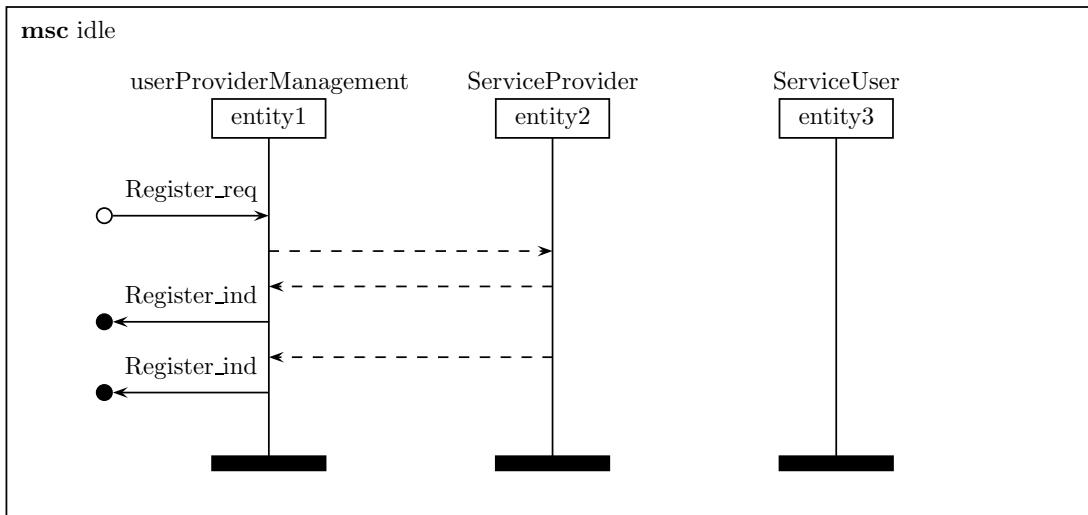 msc idle
userProviderManagement
ServiceProvider
ServiceUser
entity1
entity2
entity3
Register_req
Register_ind
Register_ind